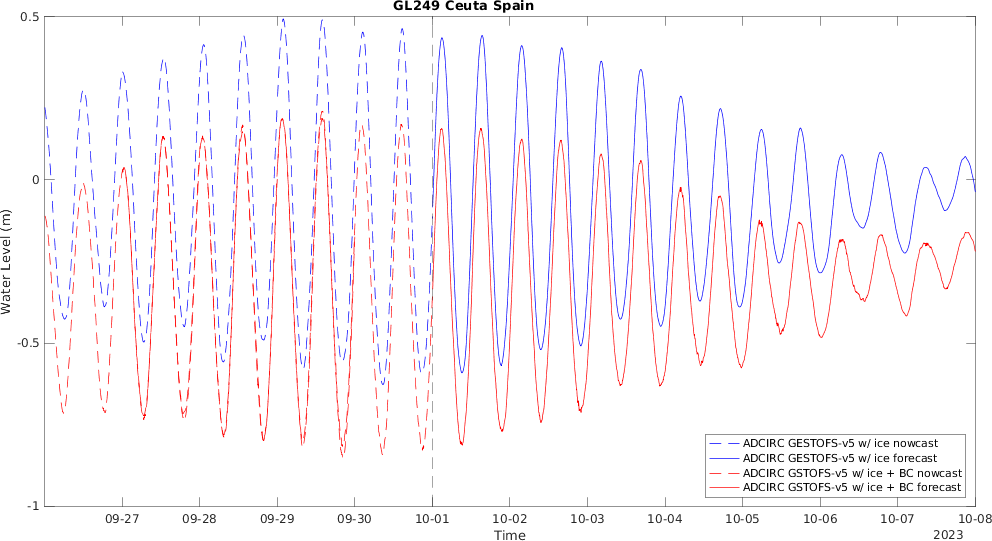 GL249 Ceuta Spain
0.5
0
-0.5
-1
Water Level (m)
09-27 09-28 09-29 09-30 10-01 10-02 10-03 10-04 10-05 10-06 10-07 10-08
Time
2023
ADCIRC GESTOFS-v5 w/ ice nowcast
ADCIRC GESTOFS-v5 w/ ice forecast
ADCIRC GSTOFS-v5 w/ ice + BC nowcast
ADCIRC GSTOFS-v5 w/ ice + BC forecast